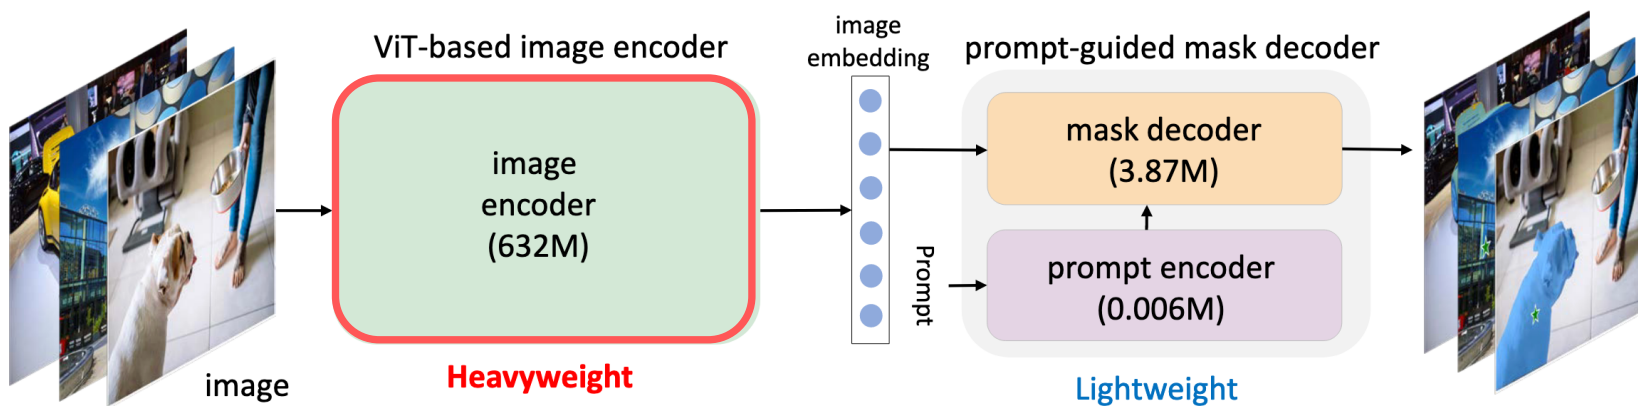 ViT-based image encoder
image
encoder
(632M)
Heavyweight
image
image
embedding
Prompt
prompt-guided mask decoder
mask decoder
(3.87M)
prompt encoder
(0.006M)
Lightweight